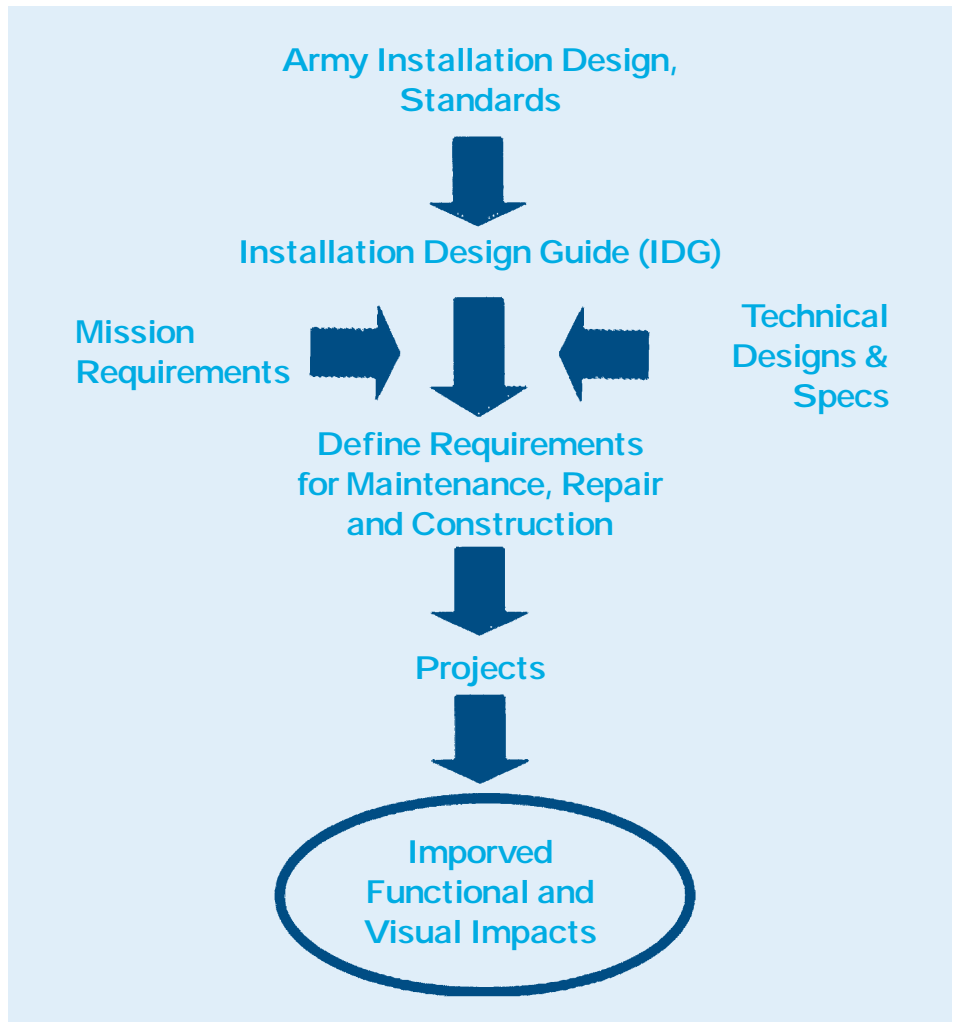 Army Installation Design,
Standards
Installation Design Guide (IDG)
Mission
Requirements
Technical
Designs &
Specs
Define Requirements
for Maintenance, Repair
and Construction
Projects
Imporved
Functional and
Visual Impacts